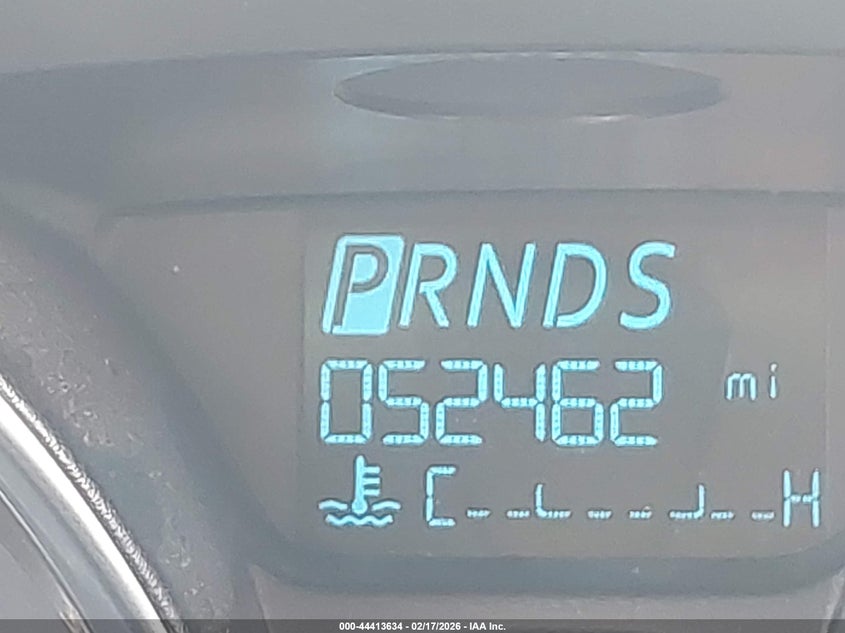 PRNDS
052462 mi
C H
000-44413634 - 02/17/2026 - IAA Inc.